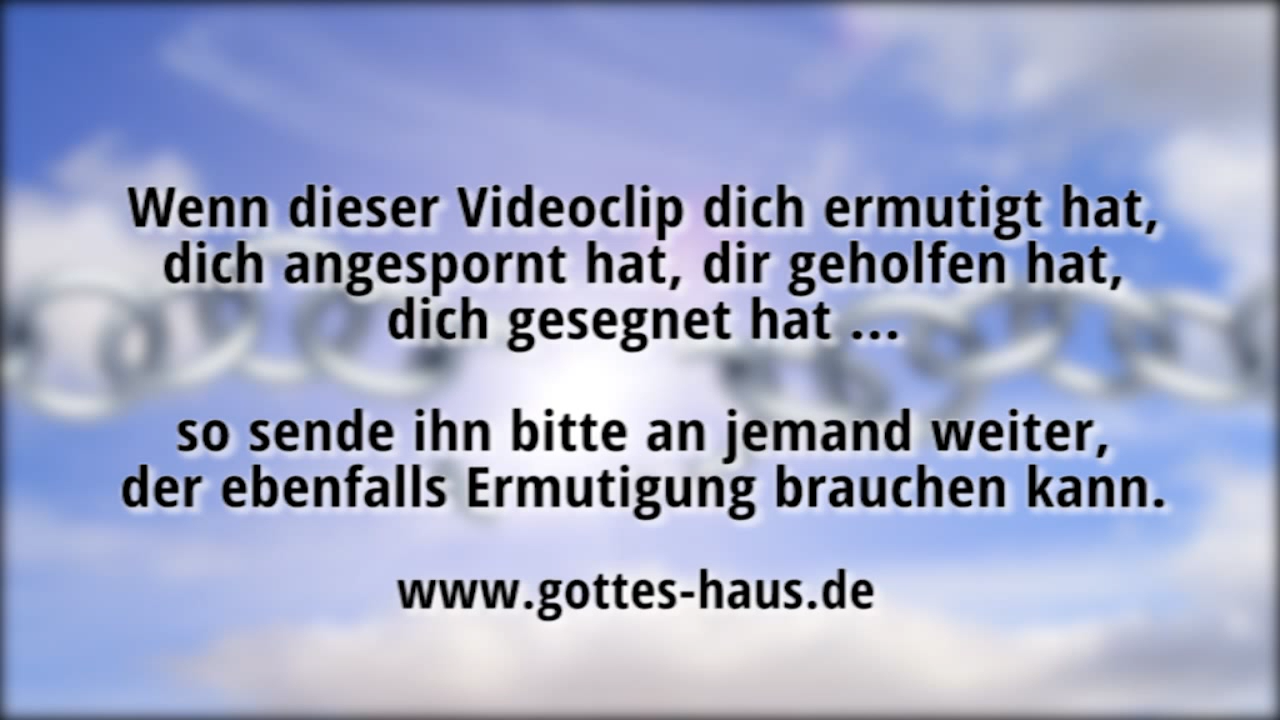 Wenn dieser Videoclip dich ermutigt hat,
dich angespornt hat, dir geholfen hat,
dich gesegnet hat ...
so sende ihn bitte an jemand weiter,
der ebenfalls Ermutigung brauchen kann.
www.gottes-haus.de